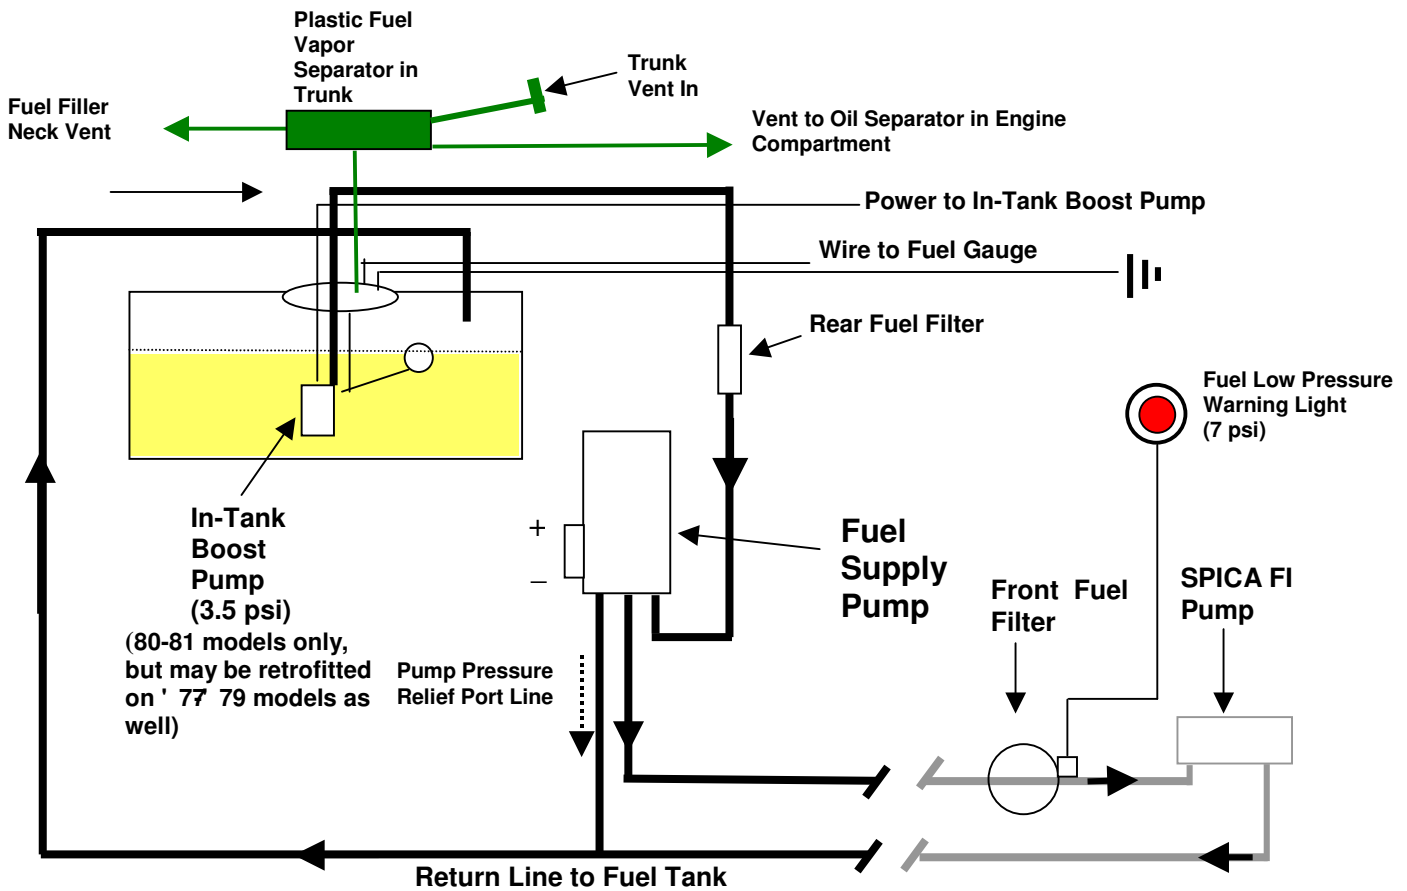 Plastic Fuel
Vapor
Separator in
Trunk
Trunk
Vent In
Fuel Filler
Neck Vent
Vent to Oil Separator in Engine
Compartment
Power to In-Tank Boost Pump
Wire to Fuel Gauge
Rear Fuel Filter
Fuel Low Pressure
Warning Light
(7 psi)
In-Tank
Boost
Pump
(3.5 psi)
(80-81 models only,
but may be retrofitted
on ' 77' 79 models as
well)
+
–
Fuel
Supply
Pump
Front Fuel
Filter
SPICA FI
Pump
Pump Pressure
Relief Port Line
Return Line to Fuel Tank